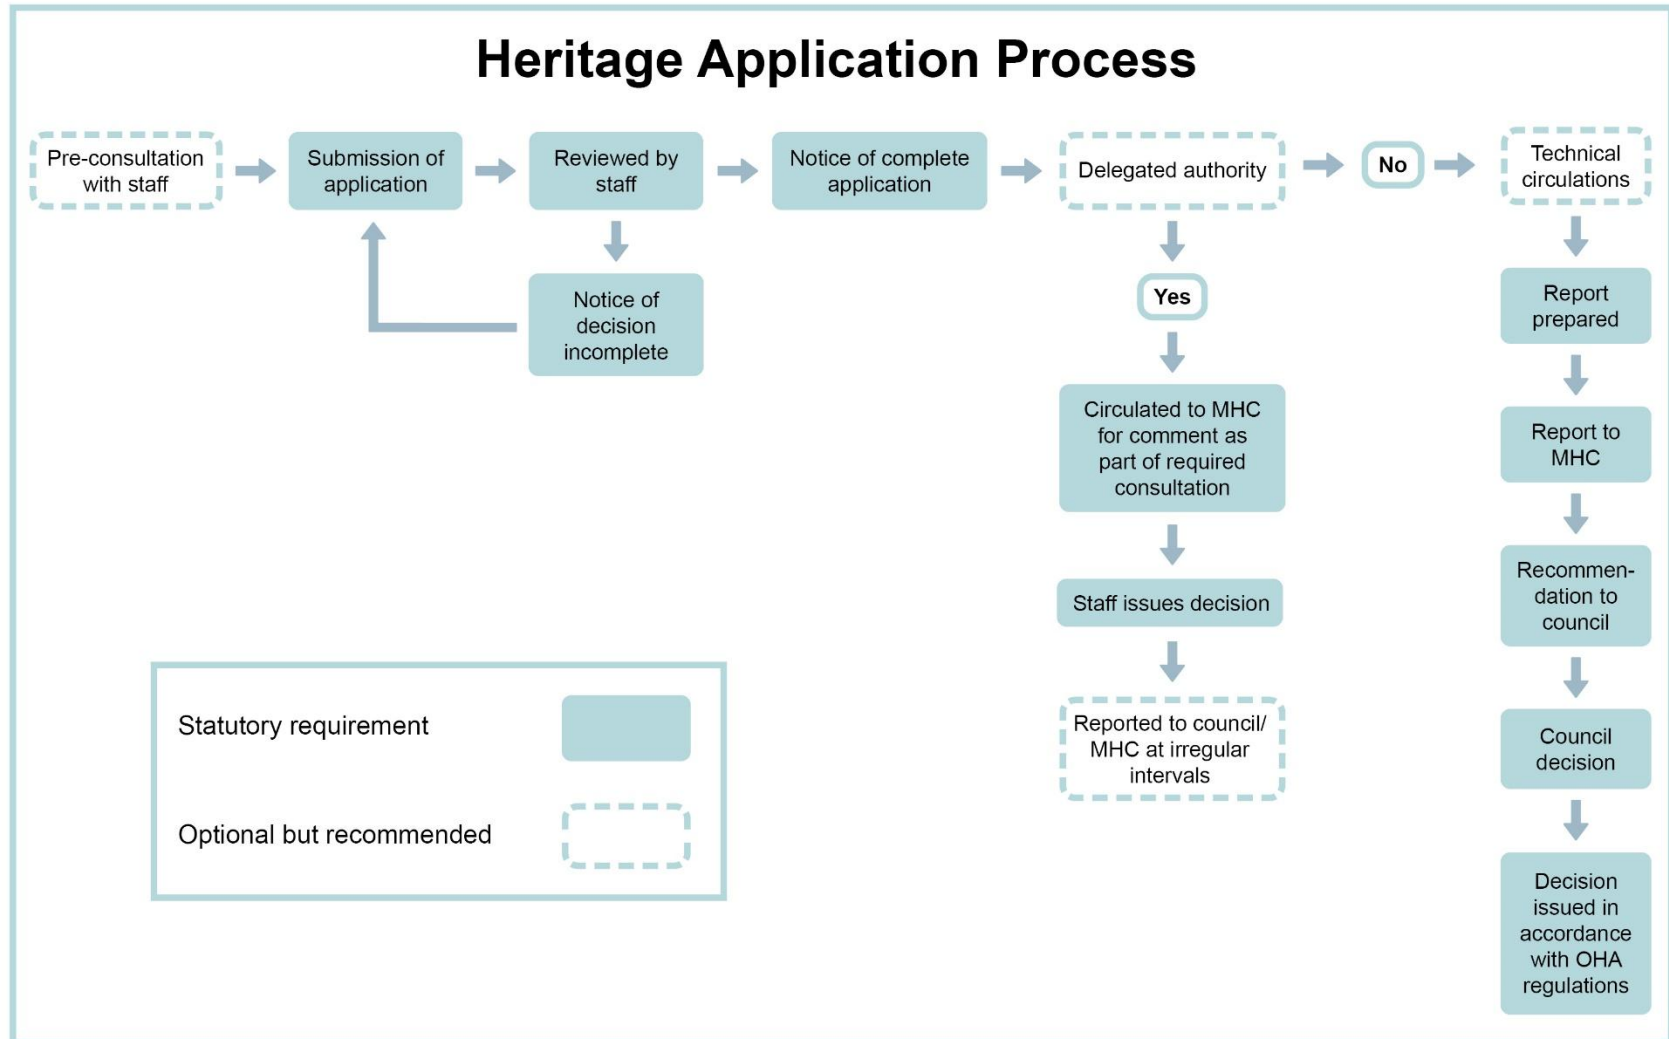 Heritage Application Process
Pre-consultation
with staff
Submission of
application
Reviewed by
staff
Notice of complete
application
Delegated authority
No
Technical
circulations
Notice of
decision
incomplete
Yes
Circulated to MHC
for comment as
part of required
consultation
Staff issues decision
Reported to council/
MHC at irregular
intervals
Report
prepared
Report to
MHC
Recommen-
dation to
council
Council
decision
Decision
issued in
accordance
with OHA
regulations
Statutory requirement
Optional but recommended